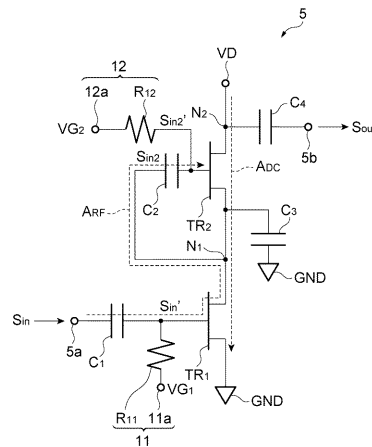 5
VD
12
12a
R12
N2
C4
VG2
Sin2'
5b
Sou
Sin2
ADC
ARF
C2
TR2
C3
N1
GND
Sin
Sin'
5a
C1
TR1
VG1
GND
R11
11a
11